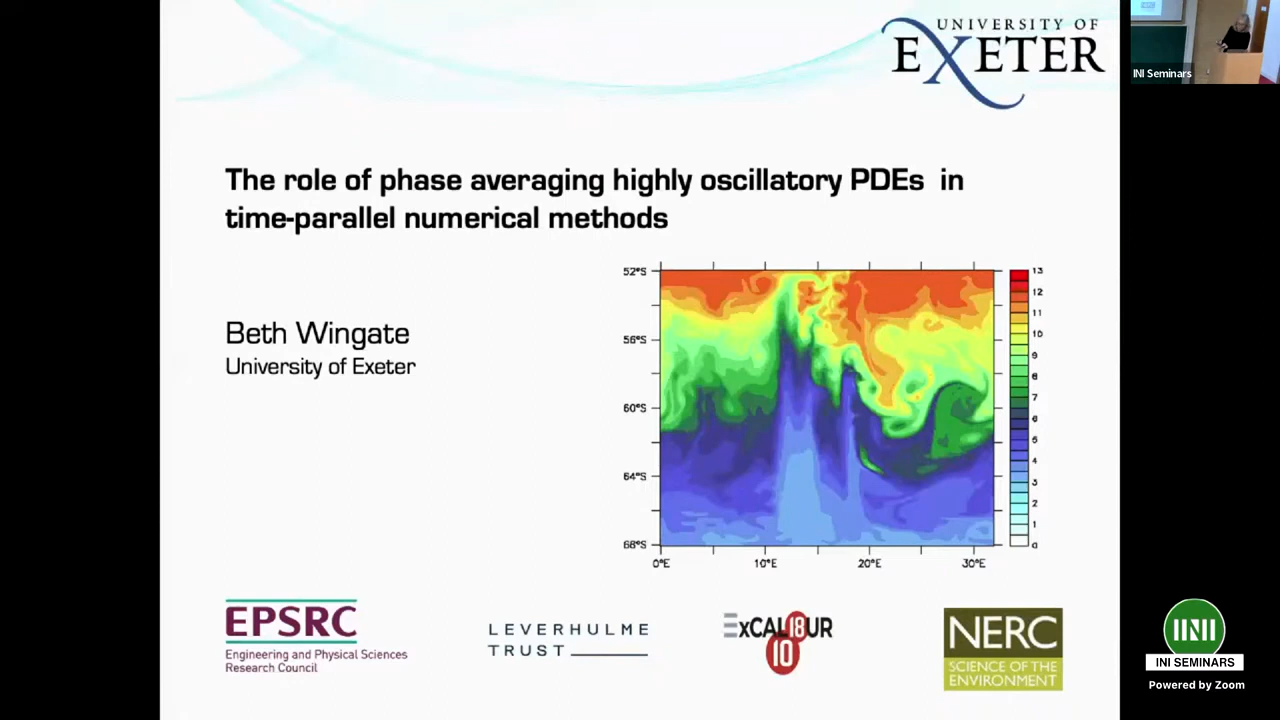 UNIVERSITY OF
EXETER
INI Seminars
The role of phase averaging highly oscillatory PDEs in
time-parallel numerical methods
Beth Wingate
University of Exeter
52°S
56°S
60°S
64°S
68°S
0°E
10°E
20°E
30°E
13
12
11
10
9
8
7
6
5
4
3
2
1
0
EPSRC
Engineering and Physical Sciences
Research Council
LEVERHULME
TRUST
ExCALIBUR
18
10
NERC
SCIENCE OF THE
ENVIRONMENT
INI SEMINARS
Powered by Zoom